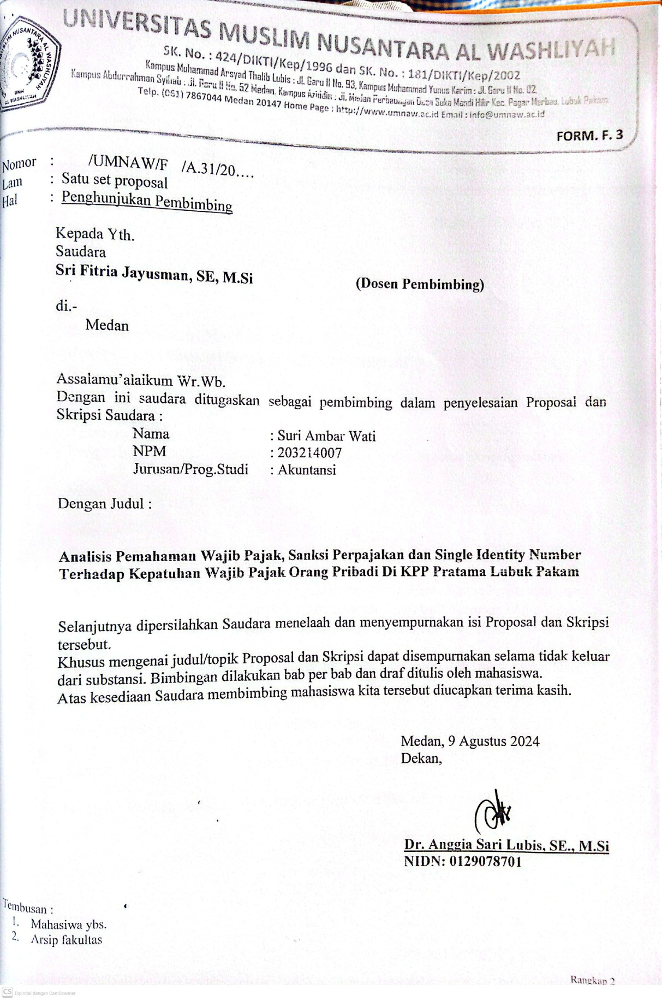 UNIVERSITAS MUSLIM NUSANTARA AL WASHLIYAH
SK. No. : 424/DIKTI/Kep/1996 dan SK. No. : 181/DIKTI/Kep/2002
Kampus Muhammad Arsyad Thalib Lubis : Jl. Garu II No. 93, Kampus Muhammad Yunus Karim : Jl. Garu II No. 02,
Kampus Abdurrahman Syihab : Jl. Garu II No. 52 Medan, Kampus Aziddin : Jl. Medan Perbaungan Desa Suka Mandi Hilir Kec. Pagar Merbau, Lubuk Pakam
Telp. (061) 7867044 Medan 20147 Home Page : http://www.umnaw.ac.id Email : info@umnaw.ac.id
MUSLIM NUSANTARA AL WASHLIYAH
UMN
AL WASHLIYAH
FORM. F. 3
Nomor : /UMNAW/F /A.31/20....
Lam : Satu set proposal
Hal : Penghunjukan Pembimbing
Kepada Yth.
Saudara
Sri Fitria Jayusman, SE, M.Si (Dosen Pembimbing)
di.-
Medan
Assalamu'alaikum Wr.Wb.
Dengan ini saudara ditugaskan sebagai pembimbing dalam penyelesaian Proposal dan
Skripsi Saudara :
Nama : Suri Ambar Wati
NPM : 203214007
Jurusan/Prog.Studi : Akuntansi
Dengan Judul :
Analisis Pemahaman Wajib Pajak, Sanksi Perpajakan dan Single Identity Number
Terhadap Kepatuhan Wajib Pajak Orang Pribadi Di KPP Pratama Lubuk Pakam
Selanjutnya dipersilahkan Saudara menelaah dan menyempurnakan isi Proposal dan Skripsi
tersebut.
Khusus mengenai judul/topik Proposal dan Skripsi dapat disempurnakan selama tidak keluar
dari substansi. Bimbingan dilakukan bab per bab dan draf ditulis oleh mahasiswa.
Atas kesediaan Saudara membimbing mahasiswa kita tersebut diucapkan terima kasih.
Medan, 9 Agustus 2024
Dekan,
Dr. Anggia Sari Lubis, SE., M.Si
NIDN: 0129078701
Tembusan :
1. Mahasiwa ybs.
2. Arsip fakultas
Rangkap 2
CS Dipindai dengan CamScanner